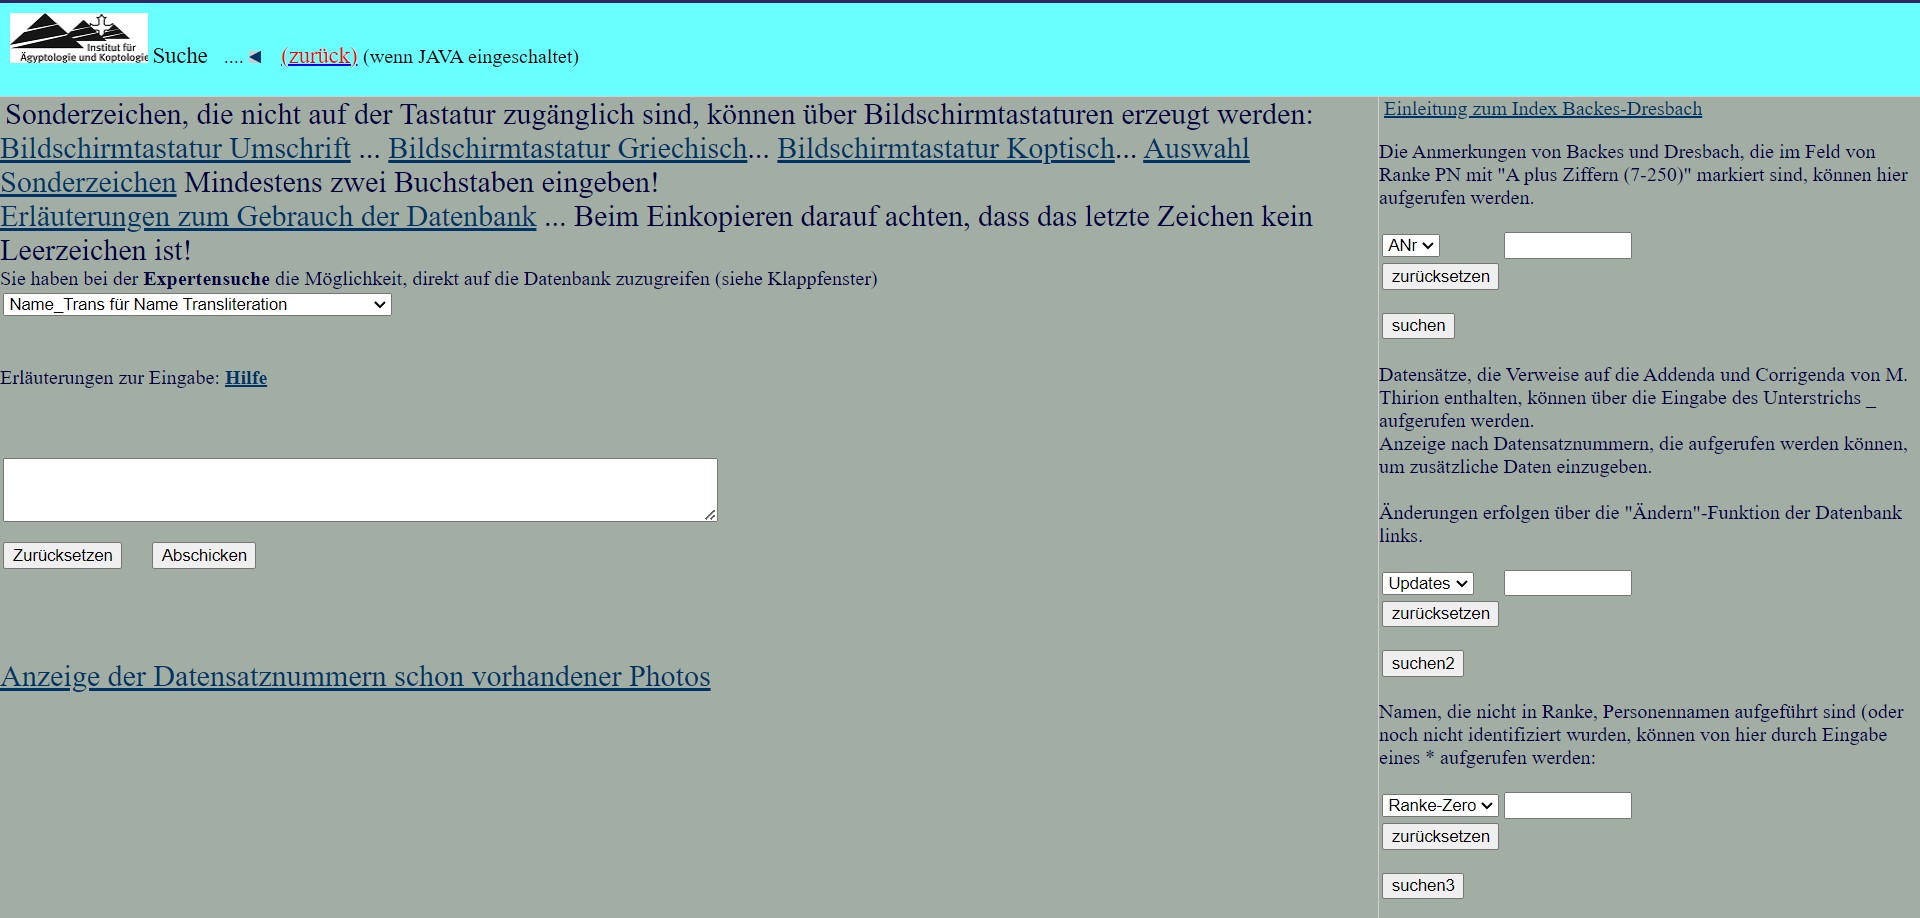 Institut für
Ägyptologie und Koptologie
Suche .... ◄ (zurück) (wenn JAVA eingeschaltet)
Sonderzeichen, die nicht auf der Tastatur zugänglich sind, können über Bildschirmtastaturen erzeugt werden:
Bildschirmtastatur Umschrift ... Bildschirmtastatur Griechisch... Bildschirmtastatur Koptisch... Auswahl
Sonderzeichen Mindestens zwei Buchstaben eingeben!
Erläuterungen zum Gebrauch der Datenbank ... Beim Einkopieren darauf achten, dass das letzte Zeichen kein
Leerzeichen ist!
Sie haben bei der Expertensuche die Möglichkeit, direkt auf die Datenbank zuzugreifen (siehe Klappfenster)
Name_Trans für Name Transliteration
Erläuterungen zur Eingabe: Hilfe
Zurücksetzen Abschicken
Anzeige der Datensatznummern schon vorhandener Photos
Einleitung zum Index Backes-Dresbach
Die Anmerkungen von Backes und Dresbach, die im Feld von
Ranke PN mit "A plus Ziffern (7-250)" markiert sind, können hier
aufgerufen werden.
ANr
zurücksetzen
suchen
Datensätze, die Verweise auf die Addenda und Corrigenda von M.
Thirion enthalten, können über die Eingabe des Unterstrichs _
aufgerufen werden.
Anzeige nach Datensatznummern, die aufgerufen werden können,
um zusätzliche Daten einzugeben.
Änderungen erfolgen über die "Ändern"-Funktion der Datenbank
links.
Updates
zurücksetzen
suchen2
Namen, die nicht in Ranke, Personennamen aufgeführt sind (oder
noch nicht identifiziert wurden, können von hier durch Eingabe
eines * aufgerufen werden:
Ranke-Zero
zurücksetzen
suchen3